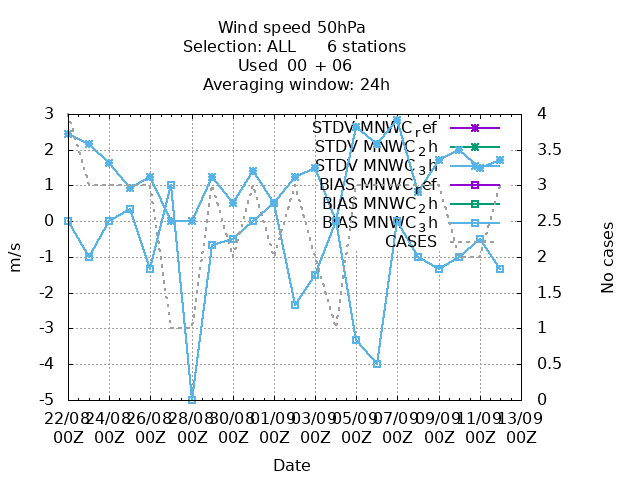 Wind speed 50hPa
Selection: ALL 6 stations
Used 00 + 06
Averaging window: 24h
3
2
1
0
-1
-2
-3
-4
-5
m/s
4
3.5
3
2.5
2
1.5
1
0.5
0
No cases
STDV MNWC_ref
STDV MNWC_2h
STDV MNWC_3h
BIAS MNWC_ref
BIAS MNWC_2h
BIAS MNWC_3h
CASES
22/08 24/08 26/08 28/08 30/08 01/09 03/09 05/09 07/09 09/09 11/09 13/09
00Z 00Z 00Z 00Z 00Z 00Z 00Z 00Z 00Z 00Z 00Z 00Z
Date